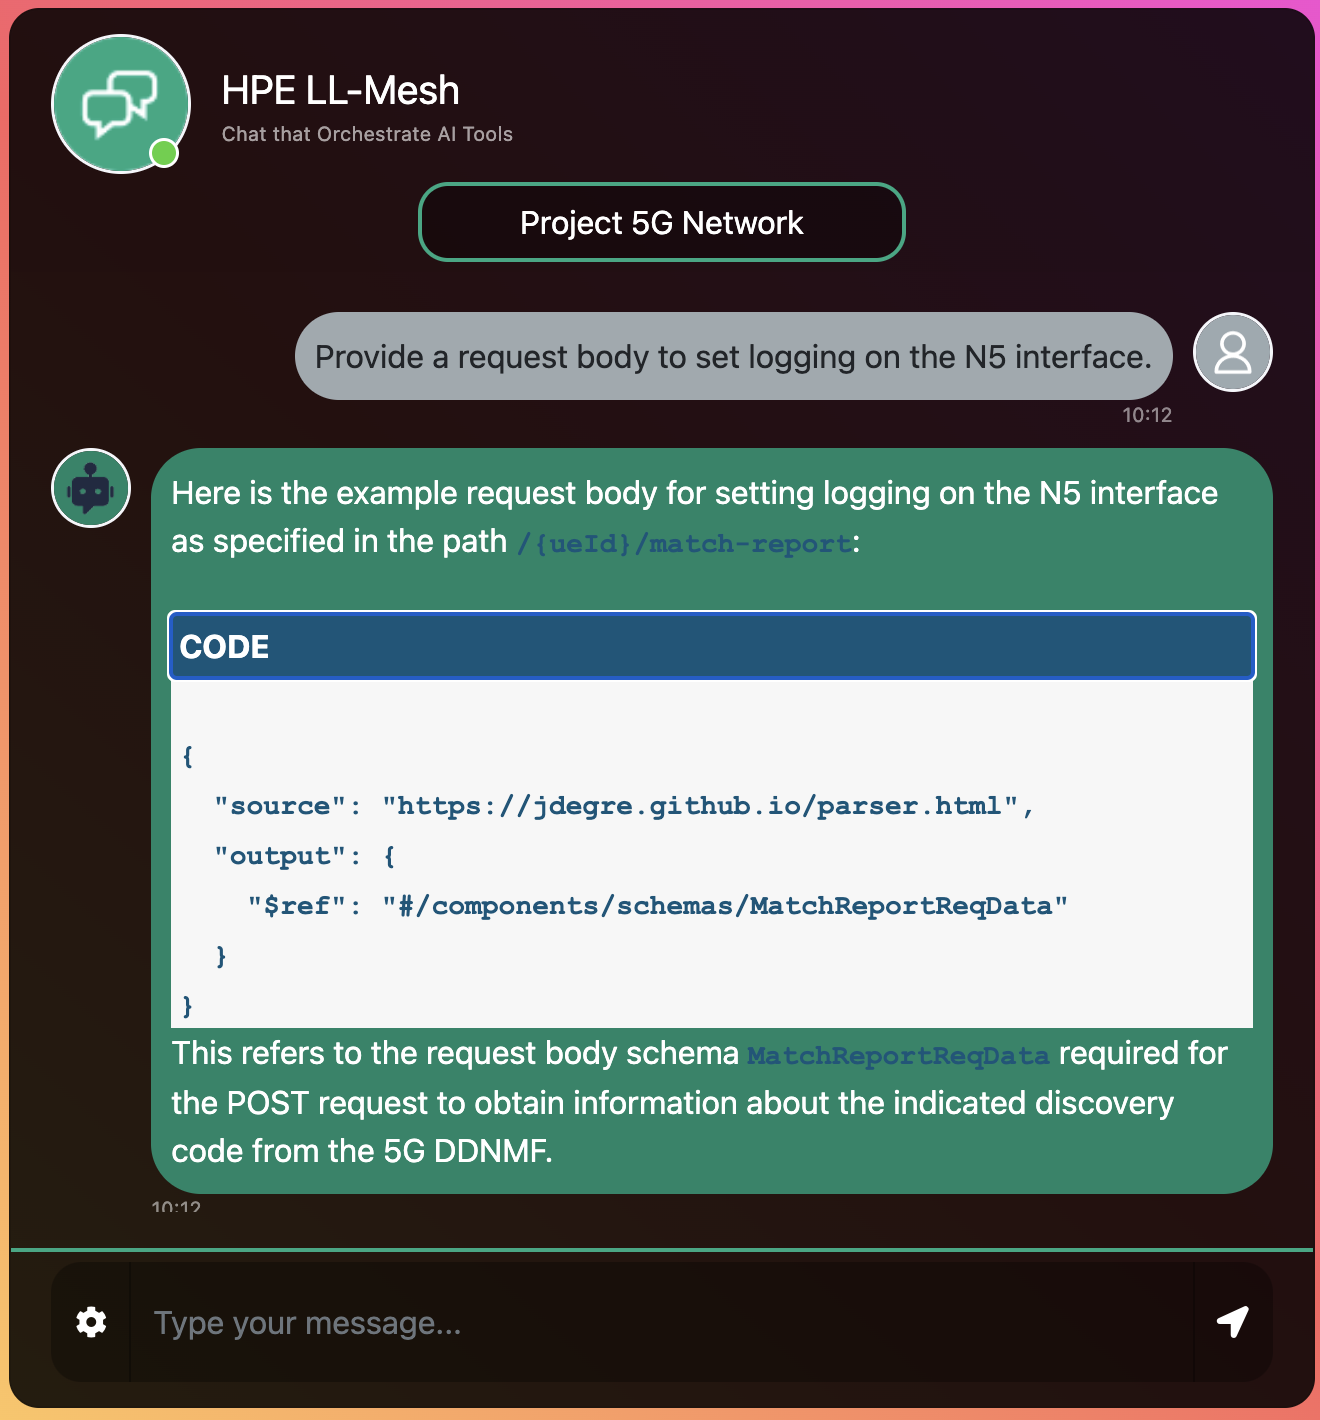 HPE LL-Mesh
Chat that Orchestrate AI Tools
Project 5G Network
Provide a request body to set logging on the N5 interface.
10:12
Here is the example request body for setting logging on the N5 interface
as specified in the path /{ueId}/match-report:
CODE
{
"source": "https://jdegre.github.io/parser.html",
"output": {
"$ref": "#/components/schemas/MatchReportReqData"
}
}
This refers to the request body schema MatchReportReqData required for
the POST request to obtain information about the indicated discovery
code from the 5G DDNMF.
10:12
Type your message...